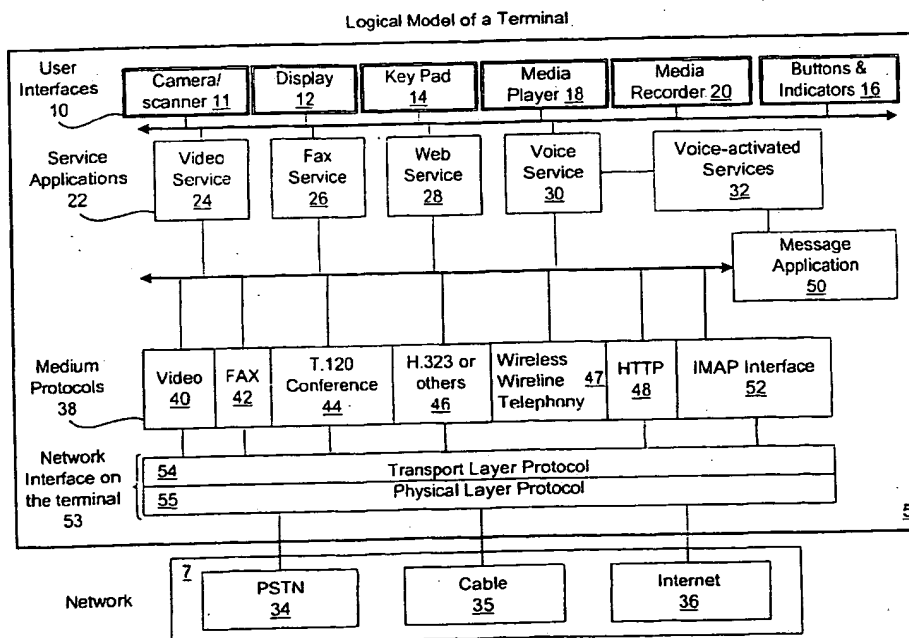 Logical Model of a Terminal
User
Interfaces
10
Camera/
scanner 11
Display
12
Key Pad
14
Media
Player 18
Media
Recorder 20
Buttons &
Indicators 16
Service
Applications
22
Video
Service
24
Fax
Service
26
Web
Service
28
Voice
Service
30
Voice-activated
Services
32
Message
Application
50
Medium
Protocols
38
Video
40
FAX
42
T.120
Conference
44
H.323 or
others
46
Wireless
Wireline 47
Telephony
HTTP
48
IMAP Interface
52
Network
Interface on
the terminal
53
54 Transport Layer Protocol
55 Physical Layer Protocol
5
Network
7
PSTN
34
Cable
35
Internet
36